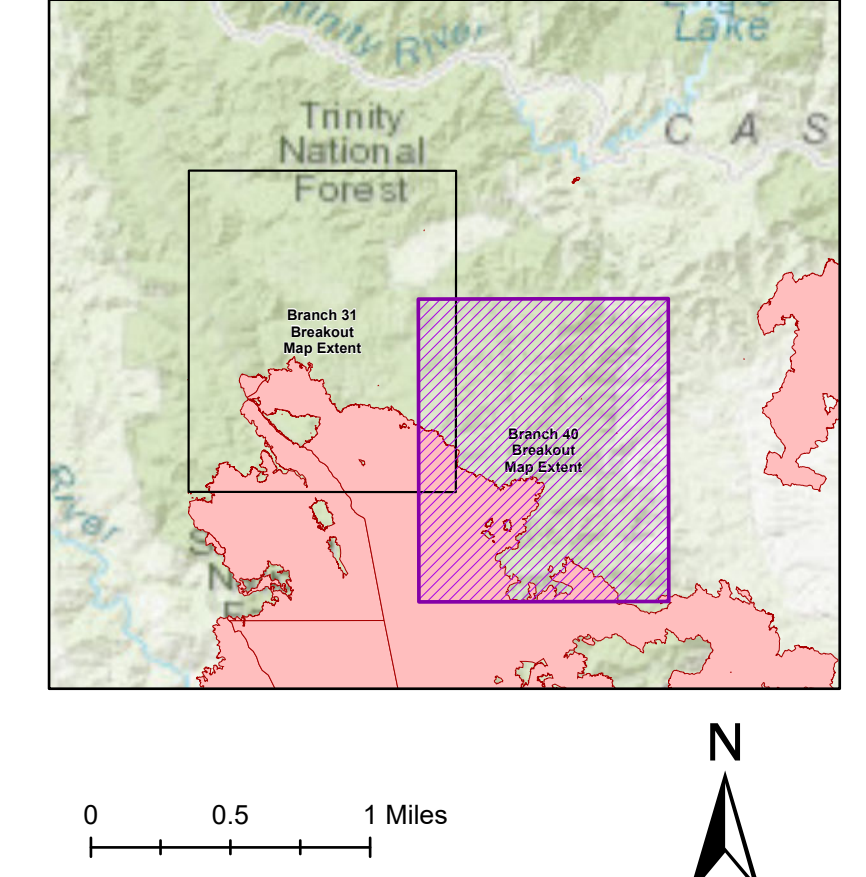 Trinity River
Lake
C A S
Trinity
National
Forest
Branch 31
Breakout
Map Extent
Branch 40
Breakout
Map Extent
River
S
N
F
N
0 0.5 1 Miles